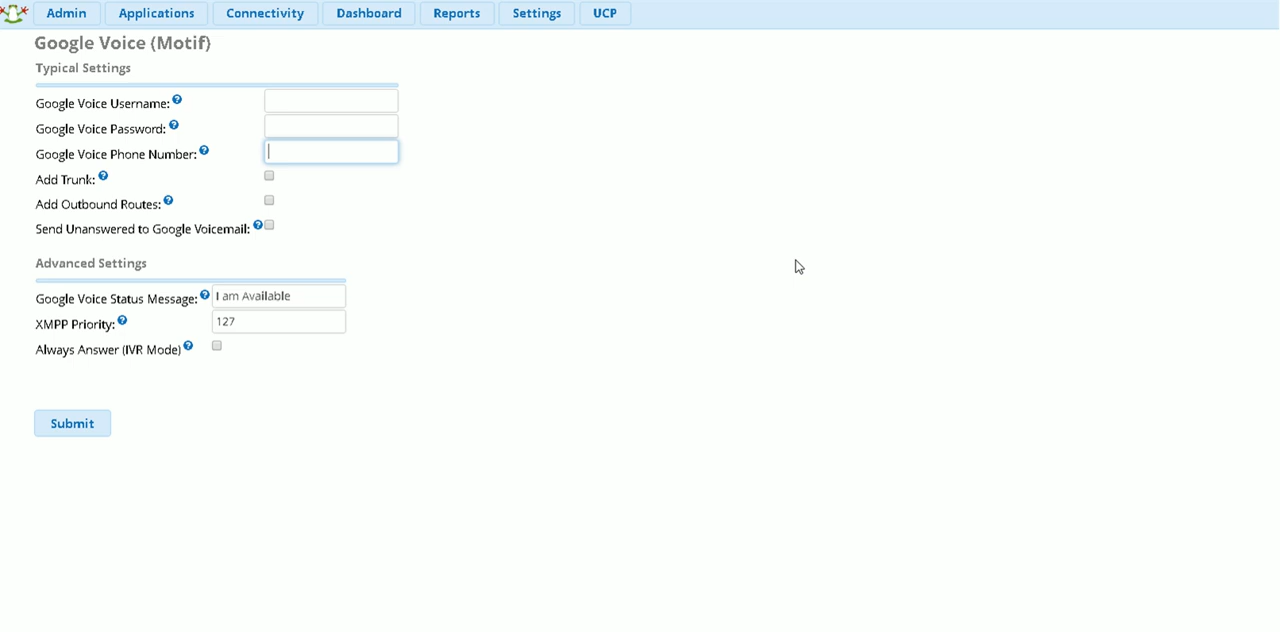 Admin Applications Connectivity Dashboard Reports Settings UCP
Google Voice (Motif)
Typical Settings
Google Voice Username: ?
Google Voice Password: ?
Google Voice Phone Number: ?
Add Trunk: ?
Add Outbound Routes: ?
Send Unanswered to Google Voicemail: ?
Advanced Settings
Google Voice Status Message: ? I am Available
XMPP Priority: ? 127
Always Answer (IVR Mode) ?
Submit